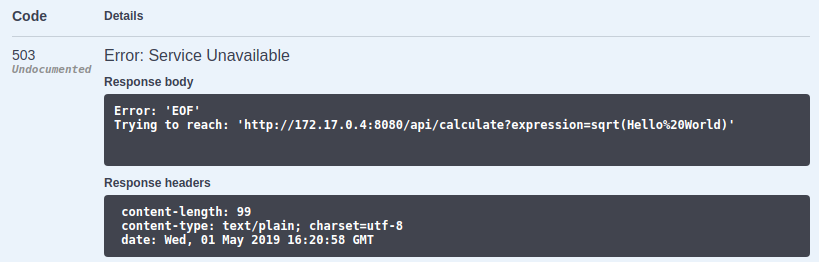 Code Details
503 Error: Service Unavailable
Undocumented
Response body
Error: 'EOF'
Trying to reach: 'http://172.17.0.4:8080/api/calculate?expression=sqrt(Hello%20World)'
Response headers
content-length: 99
content-type: text/plain; charset=utf-8
date: Wed, 01 May 2019 16:20:58 GMT